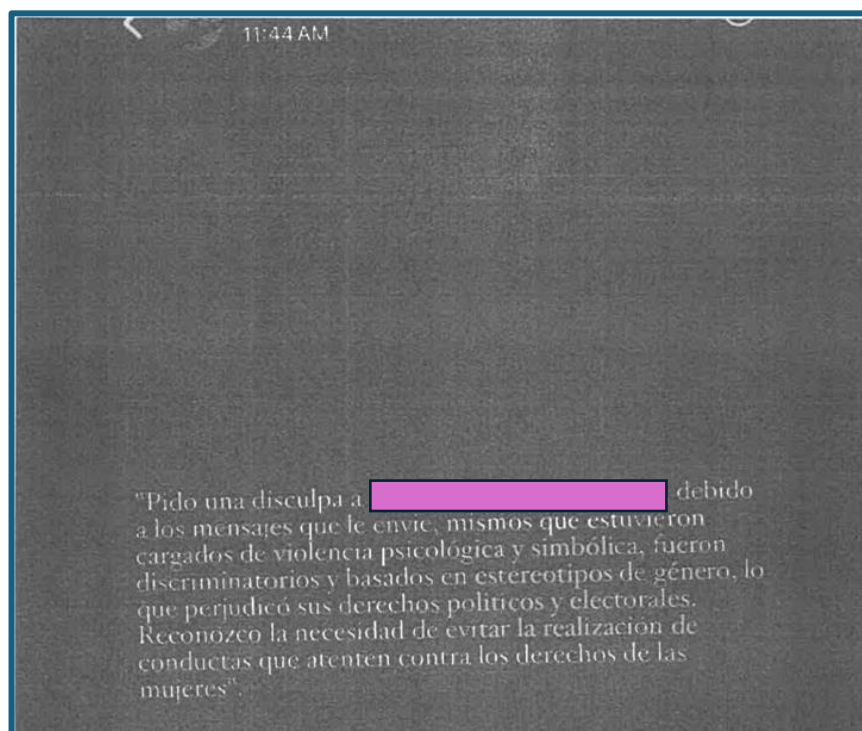 11:44 AM
"Pido una disculpa a debido
a los mensajes que le envie, mismos que estuvieron
cargados de violencia psicológica y simbólica, fueron
discriminatorios y basados en estereotipos de género, lo
que perjudicó sus derechos políticos y electorales.
Reconozco la necesidad de evitar la realización de
conductas que atenten contra los derechos de las
mujeres".